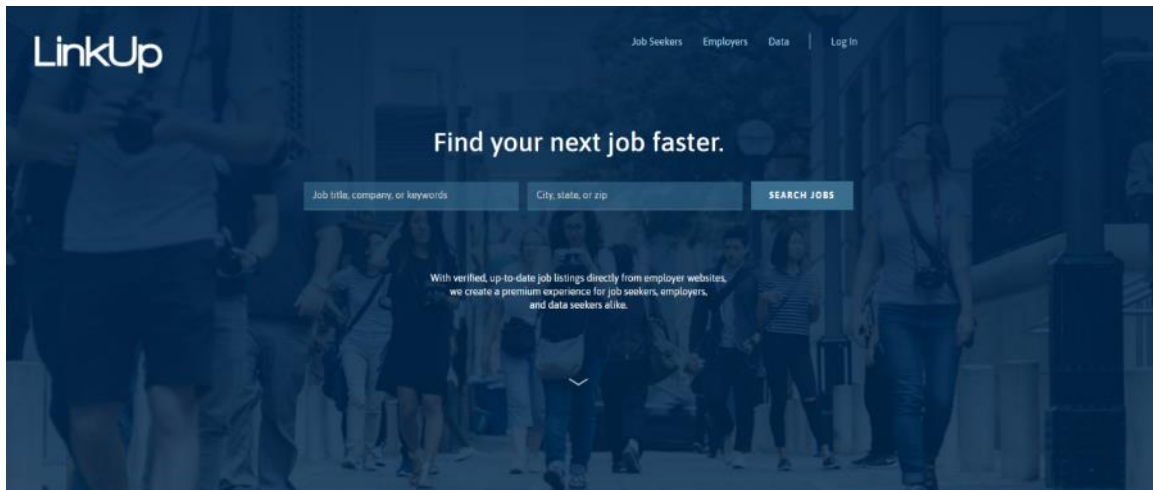 LinkUp
Job Seekers Employers Data Log In
Find your next job faster.
Job title, company, or keywords City, state, or zip SEARCH JOBS
With verified, up-to-date job listings directly from employer websites,
we create a premium experience for job seekers, employers,
and data seekers alike.